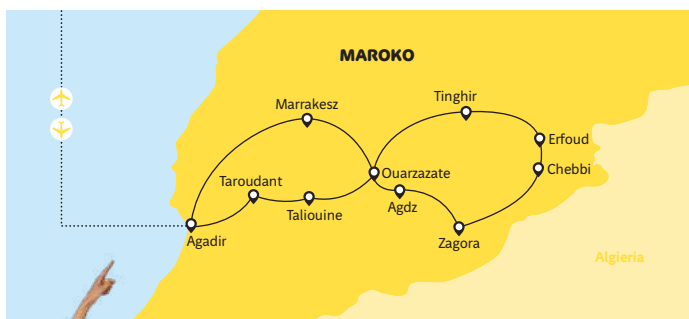 MAROKO
Tinghir
Marrakesz
Erfoud
Chebbi
Ouarzazate
Taroudant
Agdz
Taliouine
Agadir
Zagora
Algieria